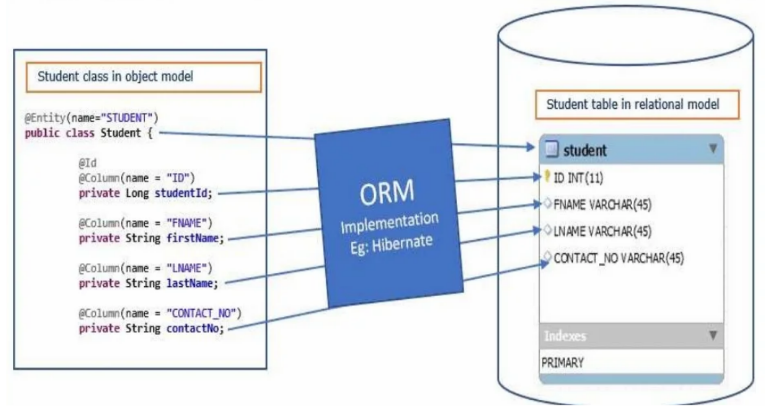 Student class in object model
@Entity(name="STUDENT")
public class Student {
@Id
@Column(name = "ID")
private Long studentId;
@Column(name = "FNAME")
private String firstName;
@Column(name = "LNAME")
private String lastName;
@Column(name = "CONTACT_NO")
private String contactNo;
ORM
Implementation
Eg: Hibernate
Student table in relational model
student
ID INT(11)
FNAME VARCHAR(45)
LNAME VARCHAR(45)
CONTACT_NO VARCHAR(45)
Indexes
PRIMARY